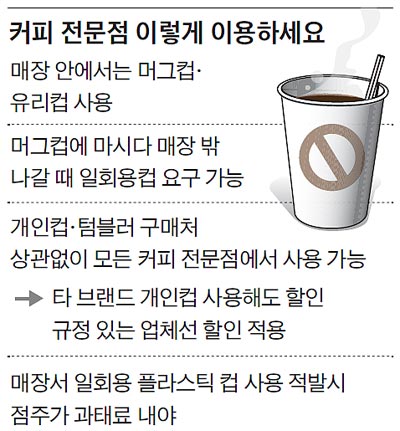 커피 전문점 이렇게 이용하세요
매장 안에서는 머그컵·
유리컵 사용
머그컵에 마시다 매장 밖
나갈 때 일회용컵 요구 가능
개인컵·텀블러 구매처
상관없이 모든 커피 전문점에서 사용 가능
→ 타 브랜드 개인컵 사용해도 할인
규정 있는 업체선 할인 적용
매장서 일회용 플라스틱 컵 사용 적발시
점주가 과태료 내야